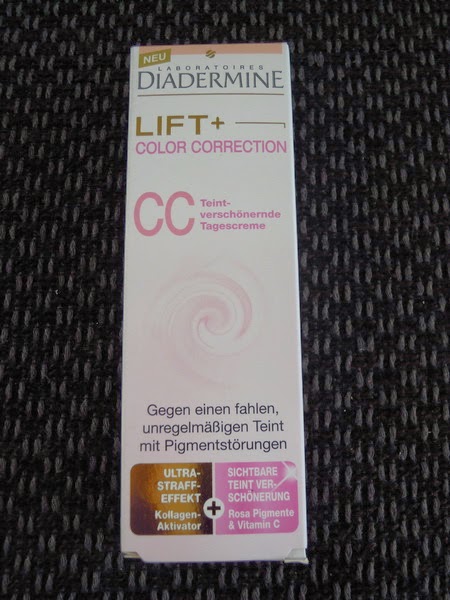 NEU
LABORATOIRES
DIADERMINE
LIFT+
COLOR CORRECTION
CC
Teint-
verschönernde
Tagescreme
Gegen einen fahlen,
unregelmäßigen Teint
mit Pigmentstörungen
ULTRA-
STRAFF-
EFFEKT
Kollagen-
Aktivator
+
SICHTBARE
TEINT VER-
SCHÖNERUNG
Rosa Pigmente
& Vitamin C